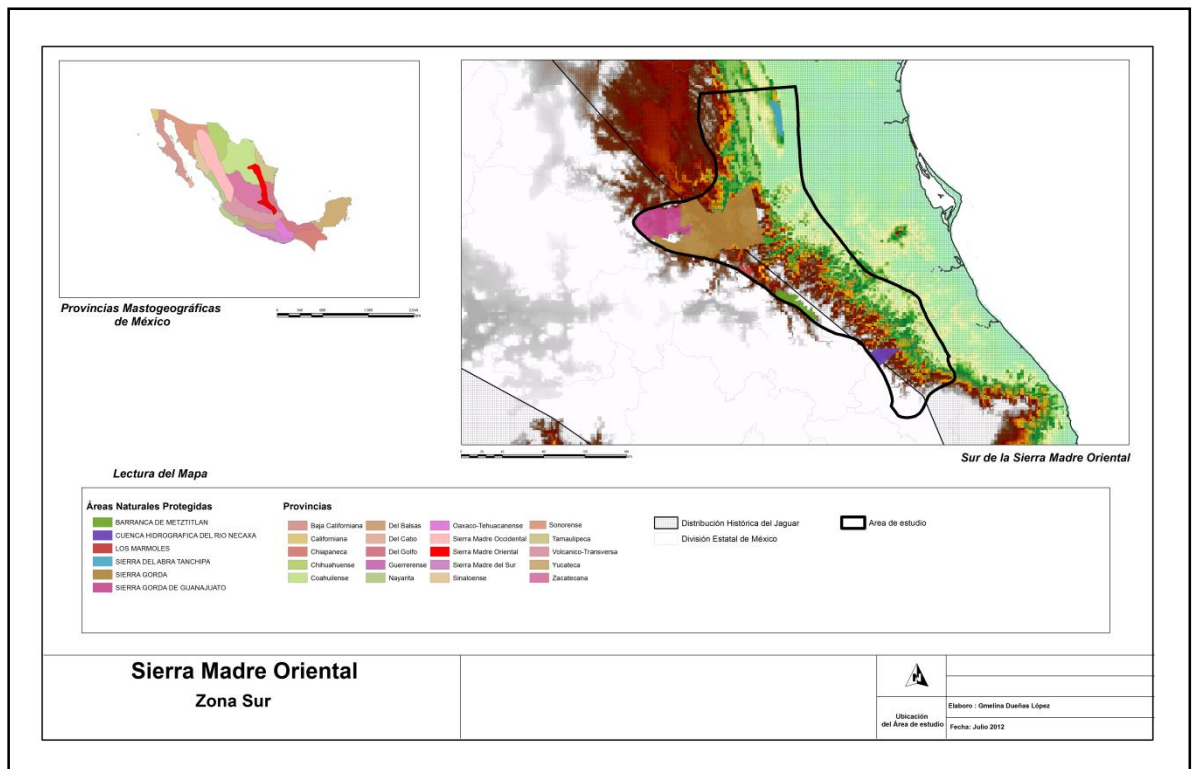 Provincias Mastogeográficas
de México
Sur de la Sierra Madre Oriental
Lectura del Mapa
Áreas Naturales Protegidas
BARRANCA DE METZTITLAN
CUENCA HIDROGRAFICA DEL RIO NECAXA
LOS MARMOLES
SIERRA DEL ABRA TANCHIPA
SIERRA GORDA
SIERRA GORDA DE GUANAJUATO
Provincias
Baja Californiana
Californiana
Chiapaneca
Chihuahuense
Coahuilense
Del Balsas
Del Cabo
Del Golfo
Guerrerense
Nayarita
Oaxaco-Tehuacanense
Sierra Madre Occidental
Sierra Madre Oriental
Sierra Madre del Sur
Sinaloense
Sonorense
Tamaulipeca
Volcanico-Transversa
Yucateca
Zacatecana
Distribución Histórica del Jaguar
División Estatal de México
Area de estudio
Sierra Madre Oriental
Zona Sur
N
Ubicación
del Área de estudio
Elaboro : Gmelina Dueñas López
Fecha: Julio 2012